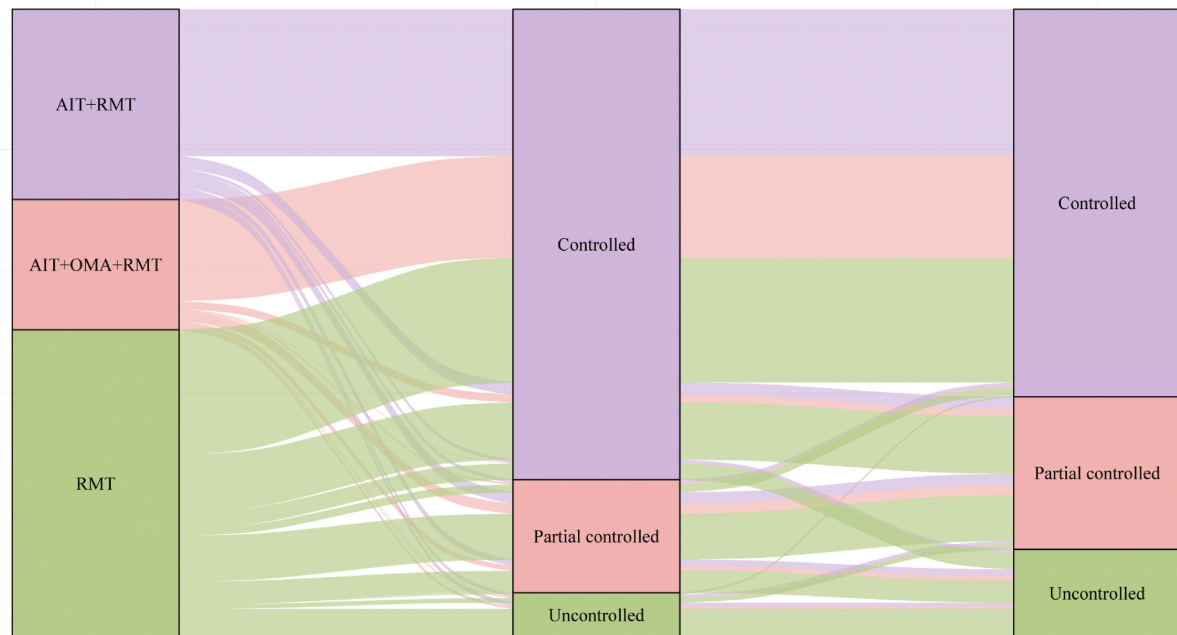 AIT+RMT
AIT+OMA+RMT
RMT
Controlled
Partial controlled
Uncontrolled
Controlled
Partial controlled
Uncontrolled